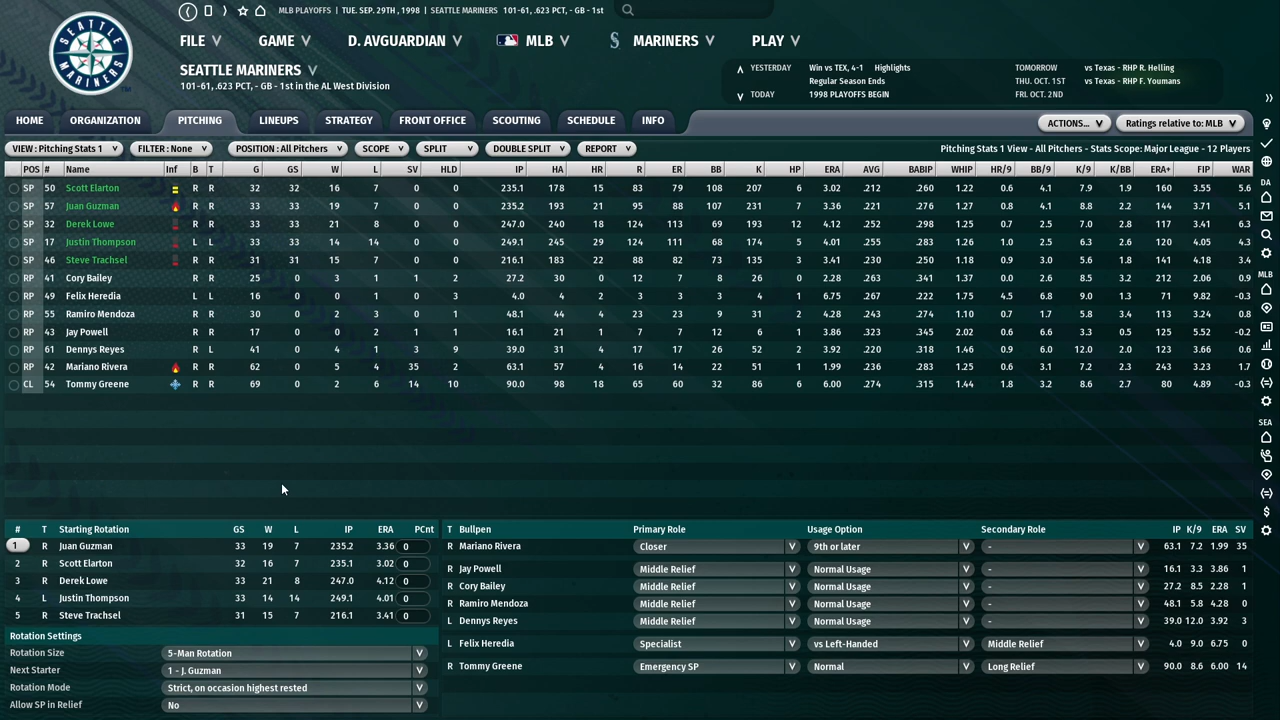 MLB PLAYOFFS | TUE. SEP. 29TH, 1998 | SEATTLE MARINERS 101-61, .623 PCT, - GB - 1st
SEATTLE MARINERS
FILE GAME D. AVGUARDIAN MLB MARINERS PLAY
SEATTLE MARINERS
101-61, .623 PCT, - GB - 1st in the AL West Division
YESTERDAY Win vs TEX, 4-1 Highlights TOMORROW vs Texas - RHP R. Helling
Regular Season Ends THU. OCT. 1ST vs Texas - RHP F. Youmans
TODAY 1998 PLAYOFFS BEGIN FRI. OCT. 2ND
HOME ORGANIZATION PITCHING LINEUPS STRATEGY FRONT OFFICE SCOUTING SCHEDULE INFO ACTIONS... Ratings relative to: MLB
VIEW : Pitching Stats 1 FILTER : None POSITION : All Pitchers SCOPE SPLIT DOUBLE SPLIT REPORT Pitching Stats 1 View - All Pitchers - Stats Scope: Major League - 12 Players
POS # Name Inf B T G GS W L SV HLD IP HA HR R ER BB K HP ERA AVG BABIP WHIP HR/9 BB/9 K/9 K/BB ERA+ FIP WAR
SP 50 Scott Elarton R R 32 32 16 7 0 0 235.1 178 15 83 79 108 207 6 3.02 .212 .260 1.22 0.6 4.1 7.9 1.9 160 3.55 5.6
SP 57 Juan Guzman R R 33 33 19 7 0 0 235.2 193 21 95 88 107 231 7 3.36 .221 .276 1.27 0.8 4.1 8.8 2.2 144 3.71 5.1
SP 32 Derek Lowe R R 33 33 21 8 0 0 247.0 240 18 124 113 69 193 12 4.12 .252 .298 1.25 0.7 2.5 7.0 2.8 117 3.41 6.3
SP 17 Justin Thompson L L 33 33 14 14 0 0 249.1 245 29 124 111 68 174 5 4.01 .255 .283 1.26 1.0 2.5 6.3 2.6 120 4.05 4.3
SP 46 Steve Trachsel R R 31 31 15 7 0 0 216.1 183 22 88 82 73 135 3 3.41 .230 .250 1.18 0.9 3.0 5.6 1.8 141 4.18 3.4
RP 41 Cory Bailey R R 25 0 3 1 1 2 27.2 30 0 12 7 8 26 0 2.28 .263 .341 1.37 0.0 2.6 8.5 3.2 212 2.06 0.9
RP 49 Felix Heredia L L 16 0 0 1 0 3 4.0 4 2 3 3 3 4 1 6.75 .267 .222 1.75 4.5 6.8 9.0 1.3 71 9.82 -0.3
RP 55 Ramiro Mendoza R R 30 0 2 3 0 1 48.1 44 4 23 23 9 31 2 4.28 .243 .274 1.10 0.7 1.7 5.8 3.4 113 3.24 0.8
RP 43 Jay Powell R R 17 0 0 2 1 1 16.1 21 1 7 7 12 6 1 3.86 .323 .345 2.02 0.6 6.6 3.3 0.5 125 5.52 -0.2
RP 61 Dennys Reyes R L 41 0 4 1 3 9 39.0 31 4 17 17 26 52 2 3.92 .220 .318 1.46 0.9 6.0 12.0 2.0 123 3.66 0.6
RP 42 Mariano Rivera R R 62 0 5 4 35 2 63.1 57 4 16 14 22 51 1 1.99 .236 .283 1.25 0.6 3.1 7.2 2.3 243 3.23 1.7
CL 54 Tommy Greene R R 69 0 2 6 14 10 90.0 98 18 65 60 32 86 6 6.00 .274 .315 1.44 1.8 3.2 8.6 2.7 80 4.89 -0.3
# T Starting Rotation GS W L IP ERA PCnt
1 R Juan Guzman 33 19 7 235.2 3.36 0
2 R Scott Elarton 32 16 7 235.1 3.02 0
3 R Derek Lowe 33 21 8 247.0 4.12 0
4 L Justin Thompson 33 14 14 249.1 4.01 0
5 R Steve Trachsel 31 15 7 216.1 3.41 0
Rotation Settings
Rotation Size 5-Man Rotation
Next Starter 1 - J. Guzman
Rotation Mode Strict, on occasion highest rested
Allow SP in Relief No
T Bullpen Primary Role Usage Option Secondary Role IP K/9 ERA SV
R Mariano Rivera Closer 9th or later - 63.1 7.2 1.99 35
R Jay Powell Middle Relief Normal Usage - 16.1 3.3 3.86 1
R Cory Bailey Middle Relief Normal Usage - 27.2 8.5 2.28 1
R Ramiro Mendoza Middle Relief Normal Usage - 48.1 5.8 4.28 0
L Dennys Reyes Middle Relief Normal Usage - 39.0 12.0 3.92 3
L Felix Heredia Specialist vs Left-Handed Middle Relief 4.0 9.0 6.75 0
R Tommy Greene Emergency SP Normal Long Relief 90.0 8.6 6.00 14
DA
MLB
SEA